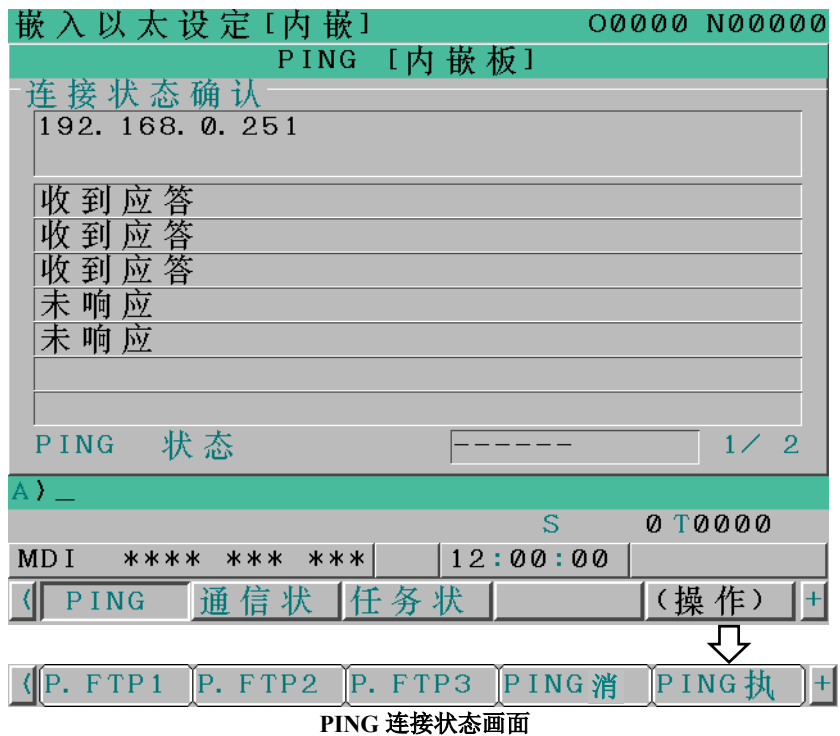 嵌入以太设定[内嵌] O0000 N00000
PING [内嵌板]
连接状态确认
192. 168. 0. 251
收到应答
收到应答
收到应答
未响应
未响应
PING 状态 ------ 1/ 2
A)_
S 0 T0000
MDI **** *** *** 12:00:00
PING 通信状 任务状 (操作) +
P. FTP1 P. FTP2 P. FTP3 PING消 PING执 +
PING 连接状态画面